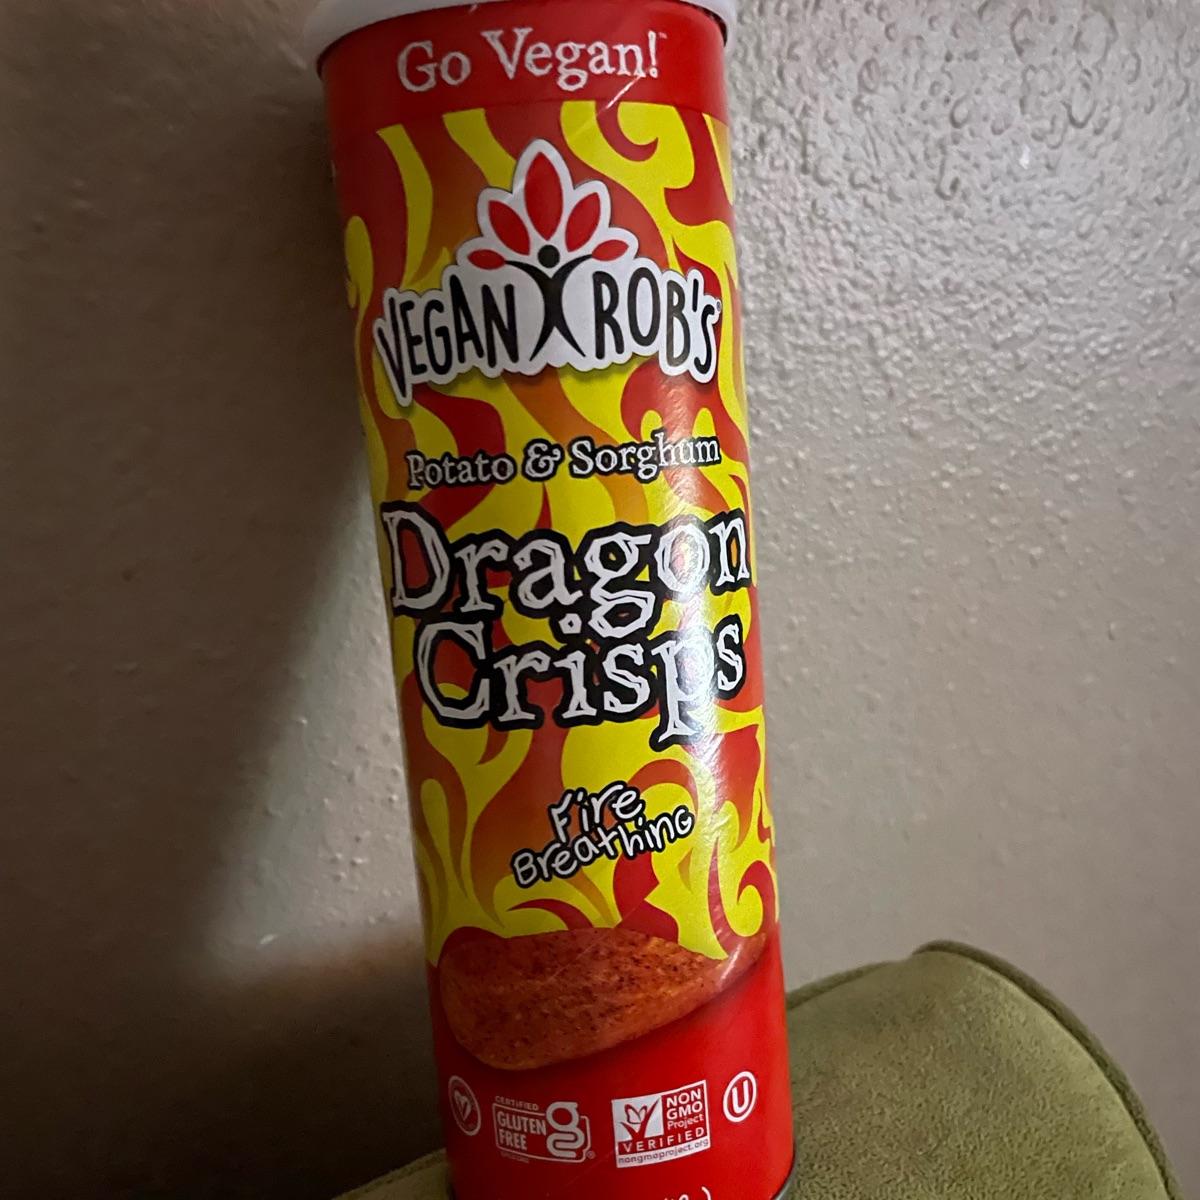 Go Vegan!™
VEGAN ROB'S®
Potato & Sorghum
Dragon
Crisps
Fire
Breathing
CERTIFIED
GLUTEN
FREE
NON
GMO
Project
VERIFIED
nongmoproject.org
U